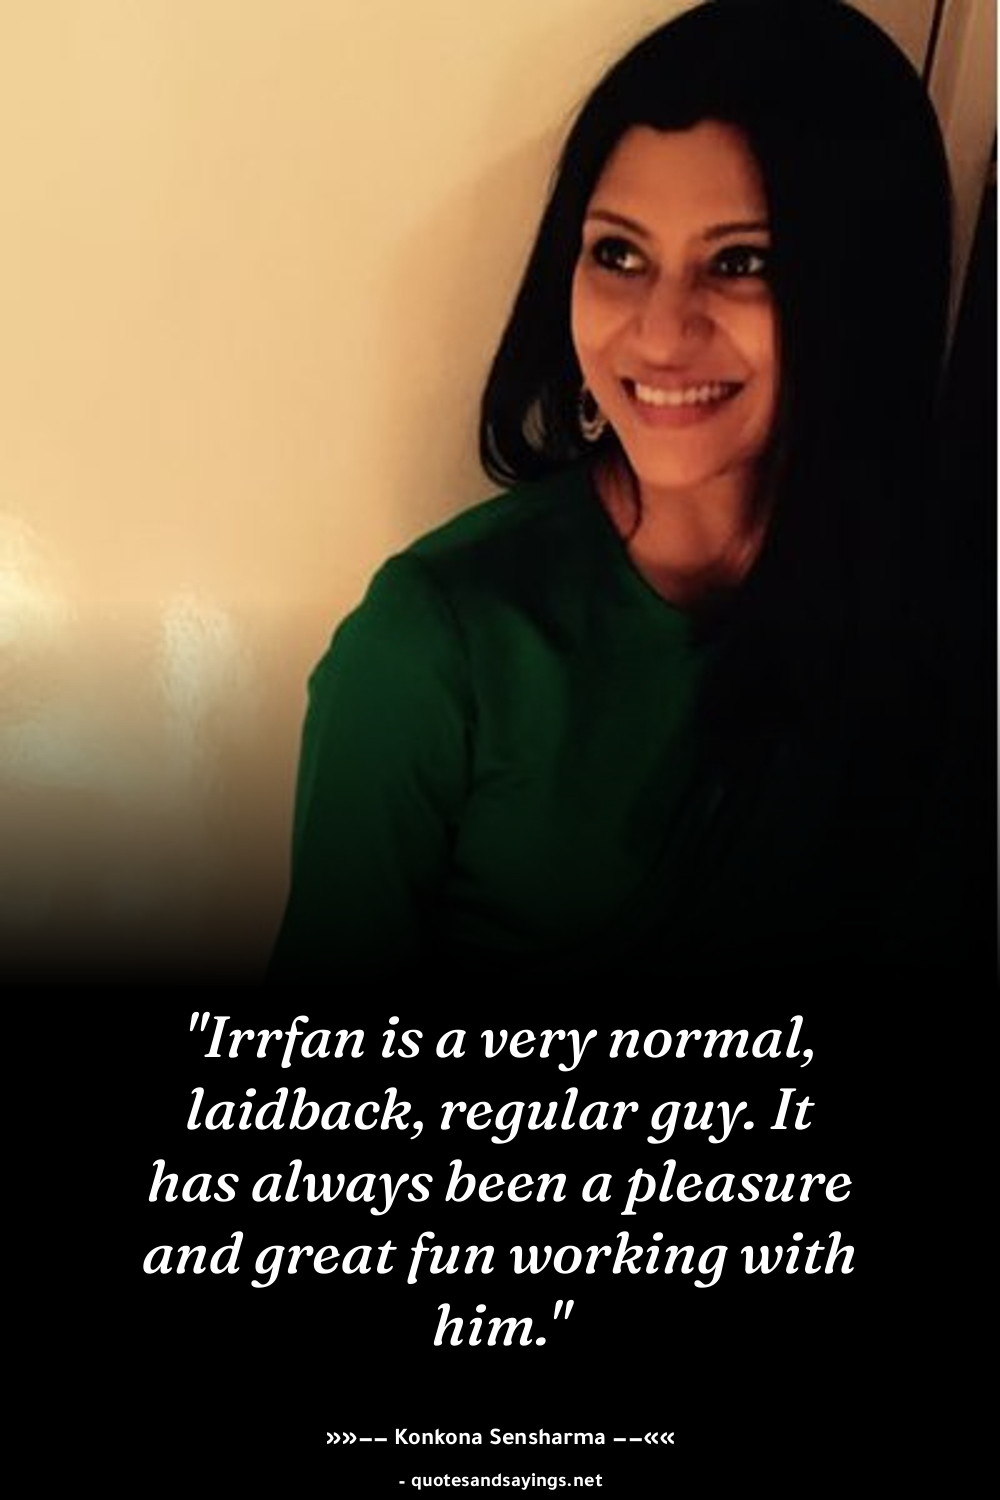 "Irrfan is a very normal,
laidback, regular guy. It
has always been a pleasure
and great fun working with
him."
»»–– Konkona Sensharma ––««
- quotesandsayings.net